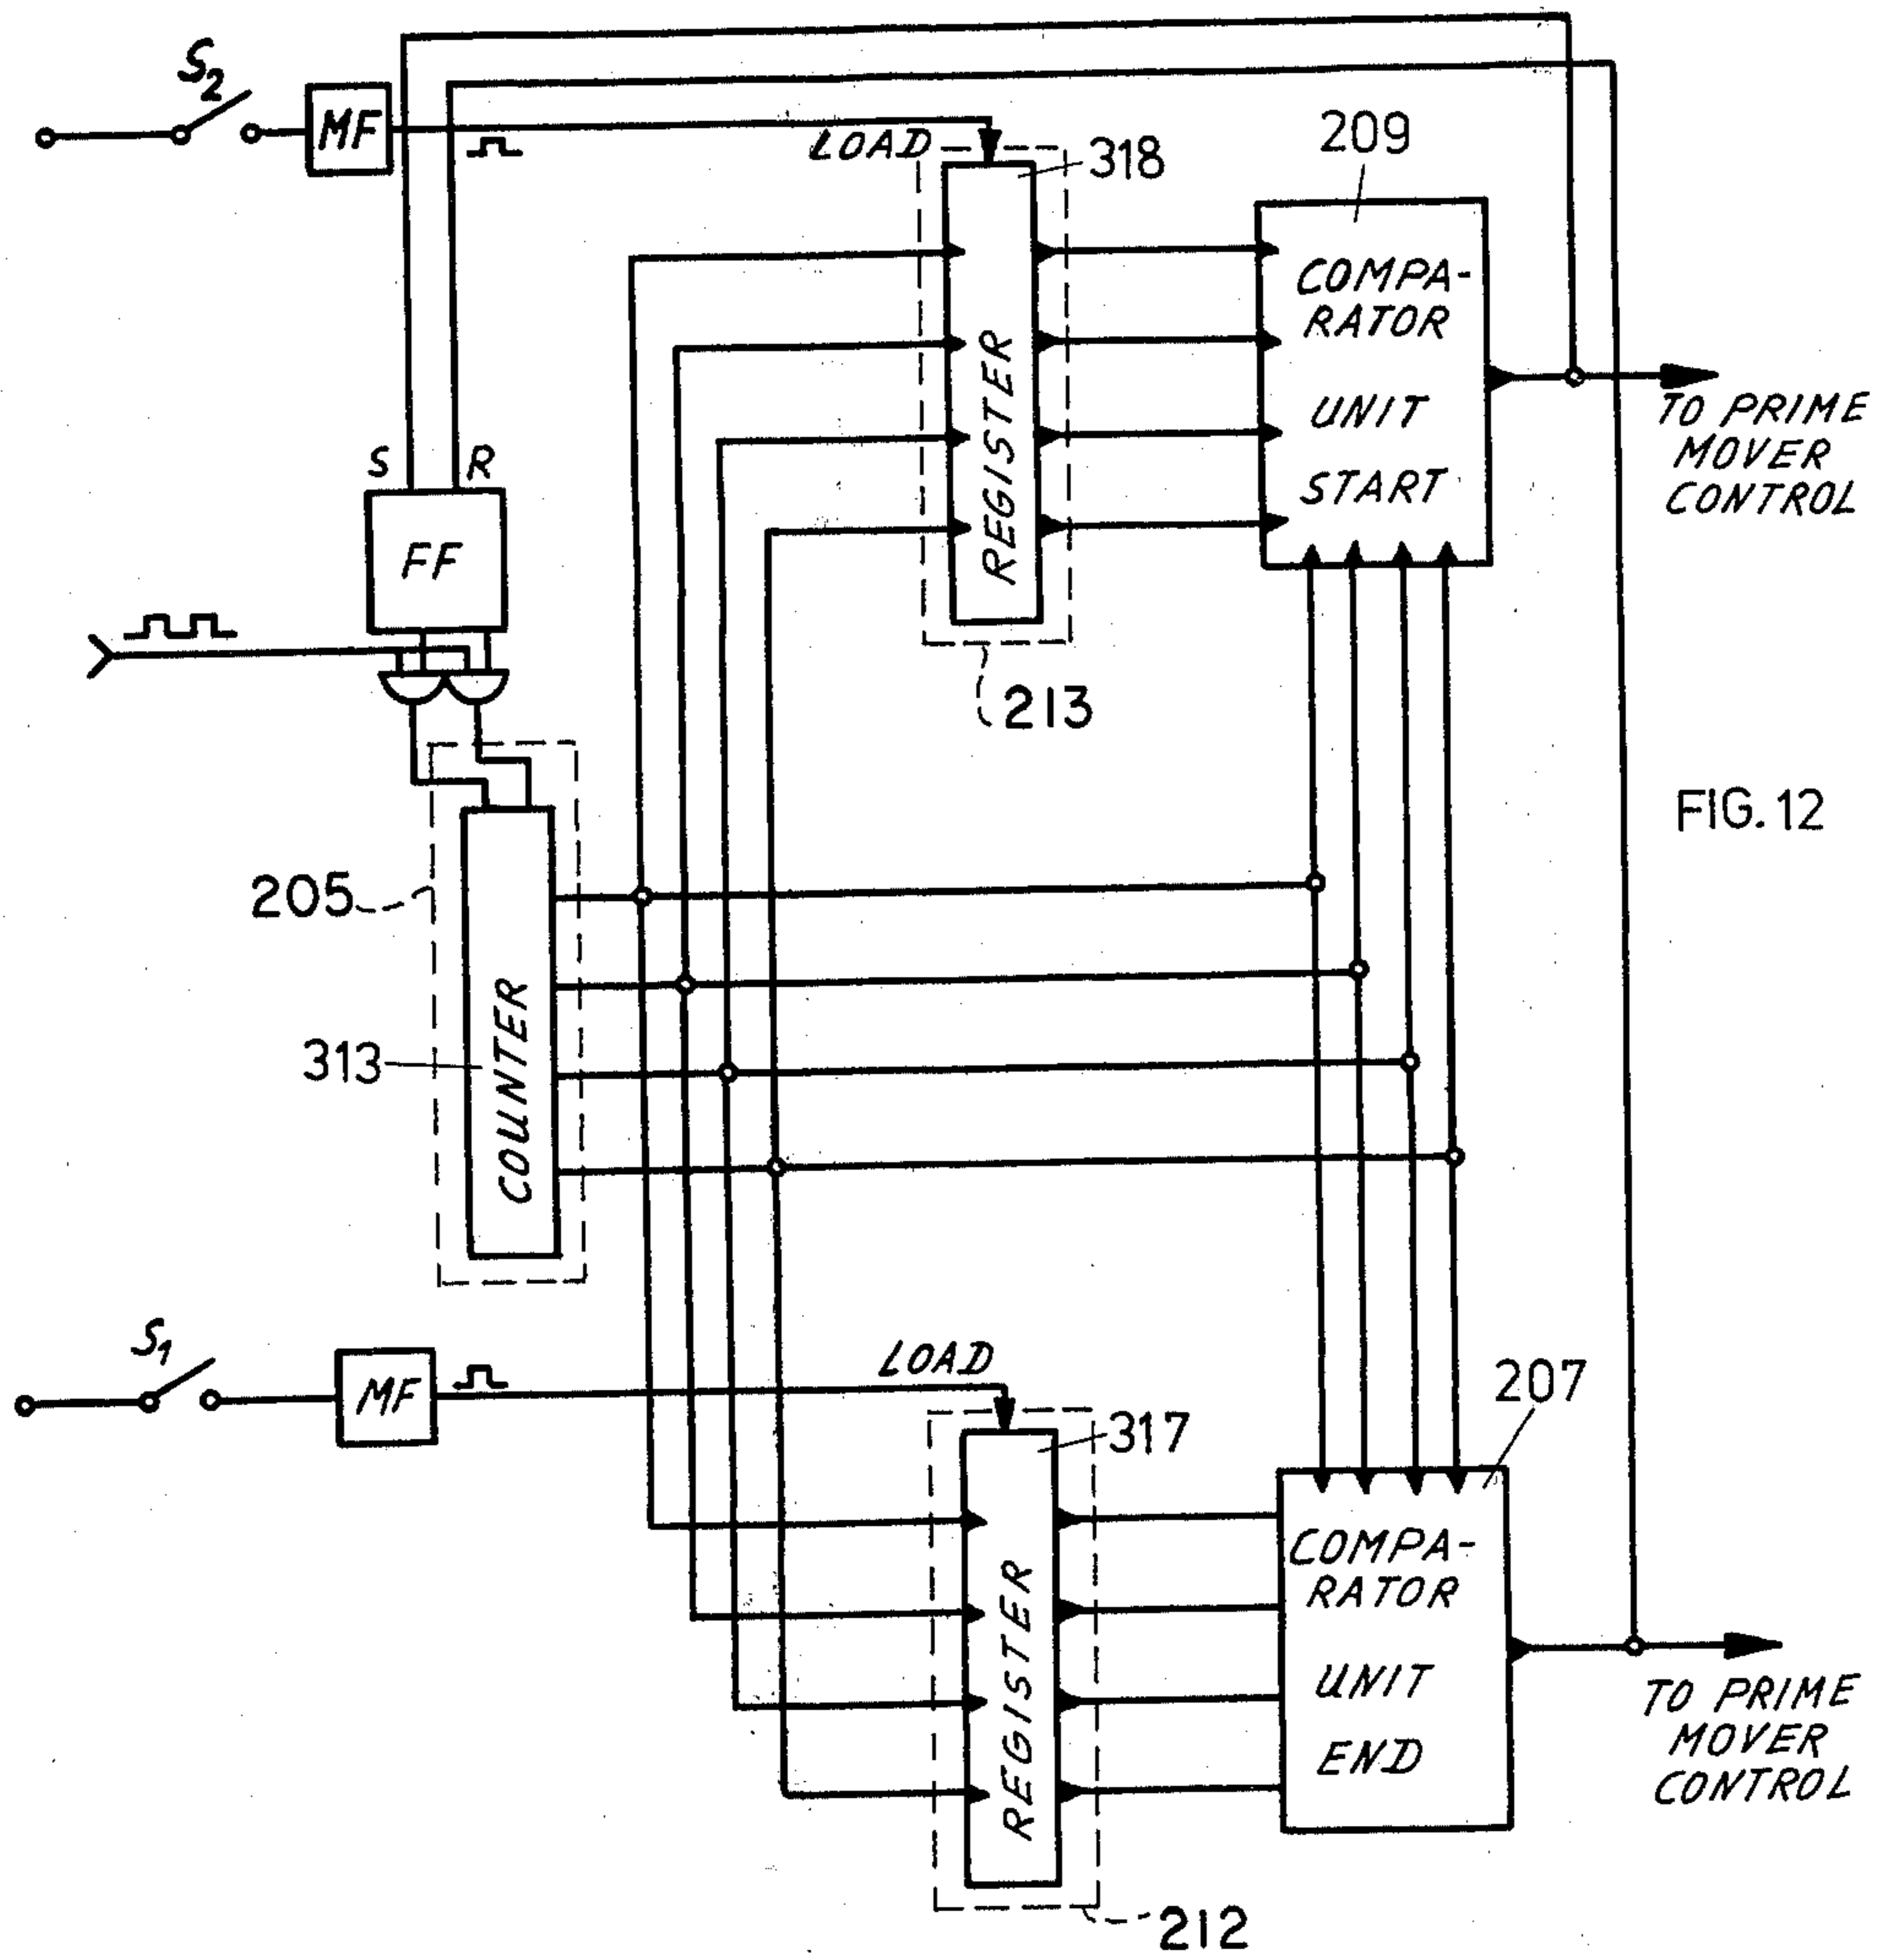 S2
MF
LOAD
318
209
COMPA-
RATOR
UNIT
START
REGISTER
TO PRIME
MOVER
CONTROL
S
R
FF
213
FIG. 12
205
313
COUNTER
S1
MF
LOAD
317
207
COMPA-
RATOR
UNIT
END
REGISTER
TO PRIME
MOVER
CONTROL
212